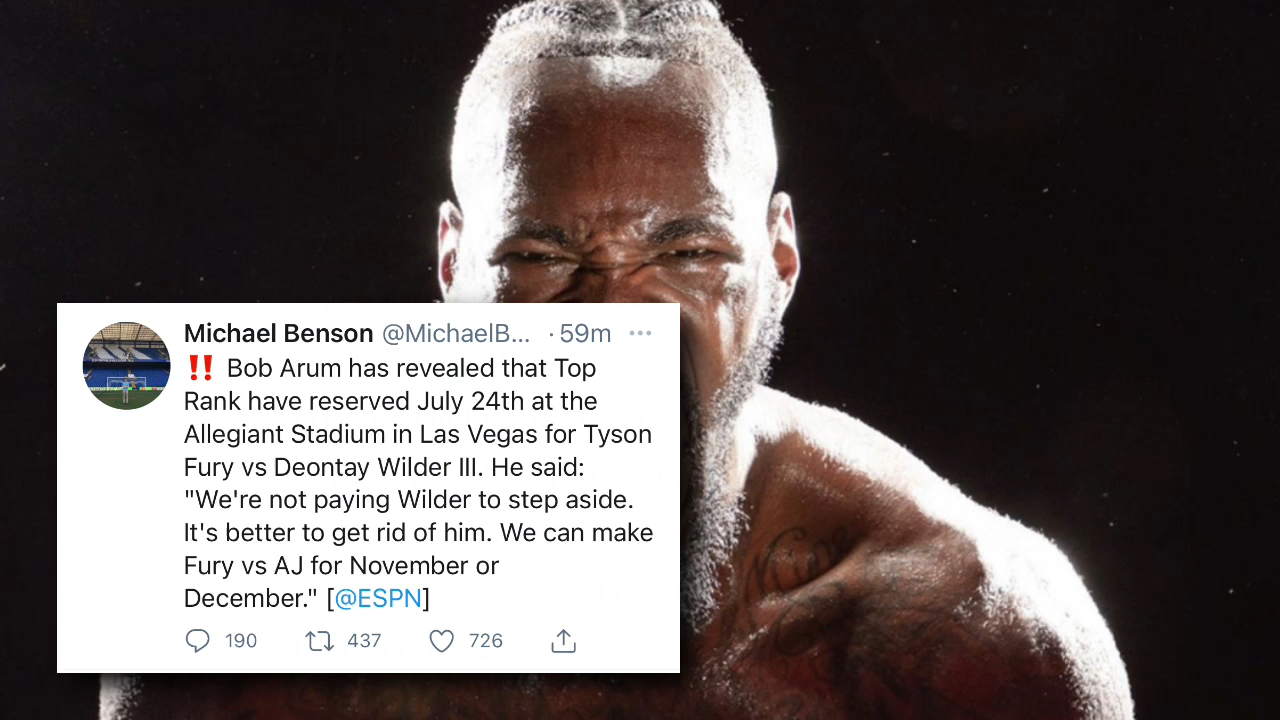 Michael Benson @MichaelB... · 59m
‼️ Bob Arum has revealed that Top
Rank have reserved July 24th at the
Allegiant Stadium in Las Vegas for Tyson
Fury vs Deontay Wilder III. He said:
"We're not paying Wilder to step aside.
It's better to get rid of him. We can make
Fury vs AJ for November or
December." [@ESPN]
190 437 726